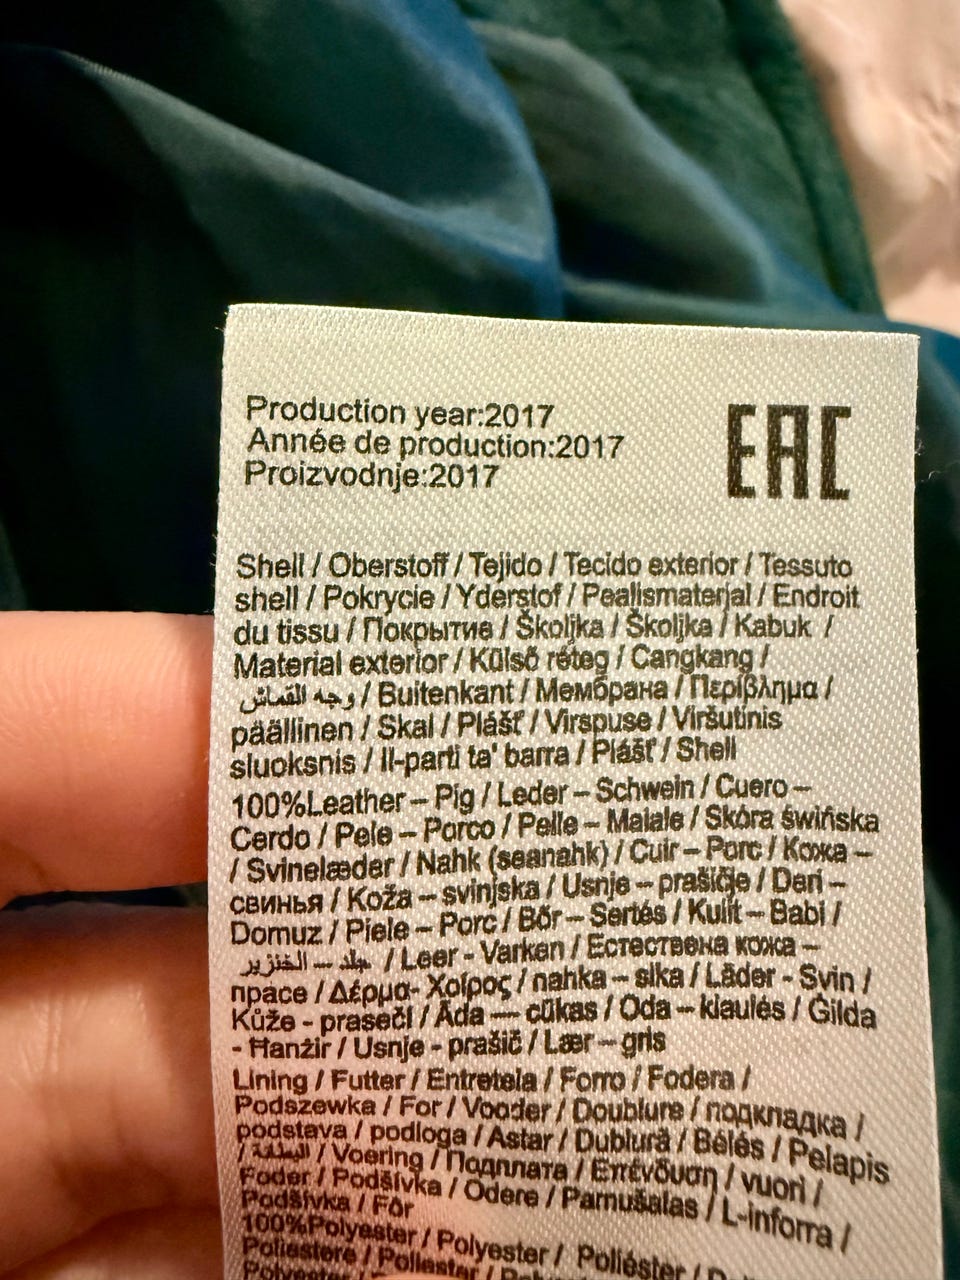 Production year:2017
Année de production:2017
Proizvodnje:2017
EAC
Shell / Oberstoff / Tejido / Tecido exterior / Tessuto
shell / Pokrycie / Yderstof / Pealismaterjal / Endroit
du tissu / Покрытие / Školjka / Školjka / Kabuk /
Material exterior / Külső réteg / Cangkang /
وجه القماش / Buitenkant / Мембрана / Περίβλημα /
päällinen / Skal / Plášť / Virspuse / Viršutinis
sluoksnis / Il-parti ta' barra / Plášť / Shell
100%Leather – Pig / Leder – Schwein / Cuero –
Cerdo / Pele – Porco / Pelle – Maiale / Skóra świńska
/ Svinelæder / Nahk (seanahk) / Cuir – Porc / Кожа –
свинья / Koža – svinjska / Usnje – prašičje / Deri –
Domuz / Piele – Porc / Bőr – Sertés / Kulit – Babi /
جلد – الخنزير / Leer - Varken / Естествена кожа –
прасе / Δέρμα- Χοίρος / nahka – sika / Läder - Svin /
Kůže - prasečí / Āda — cūkas / Oda – kiaulės / Ġilda
- Ħanżir / Usnje - prašič / Lær – gris
Lining / Futter / Entretela / Forro / Fodera /
Podszewka / For / Vooder / Doublure / подкладка /
podstava / podloga / Astar / Dublură / Bélés / Pelapis
/ البطانة / Voering / Подплата / Επένδυση / vuori /
Foder / Podšívka / Odere / Pamušalas / L-inforra /
Podšívka / Fôr
100%Polyester / Polyester / Poliéster /
Poliestere / Poliester /
Polyester